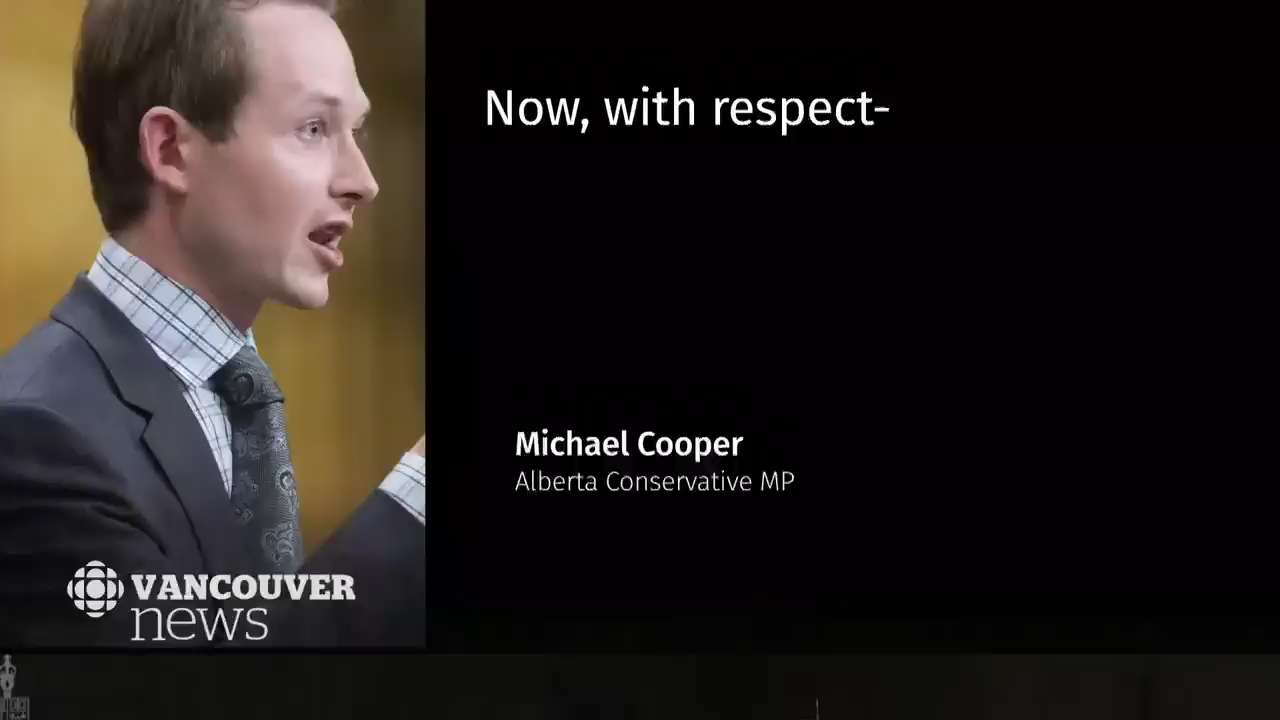 Now, with respect-
Michael Cooper
Alberta Conservative MP
VANCOUVER
news